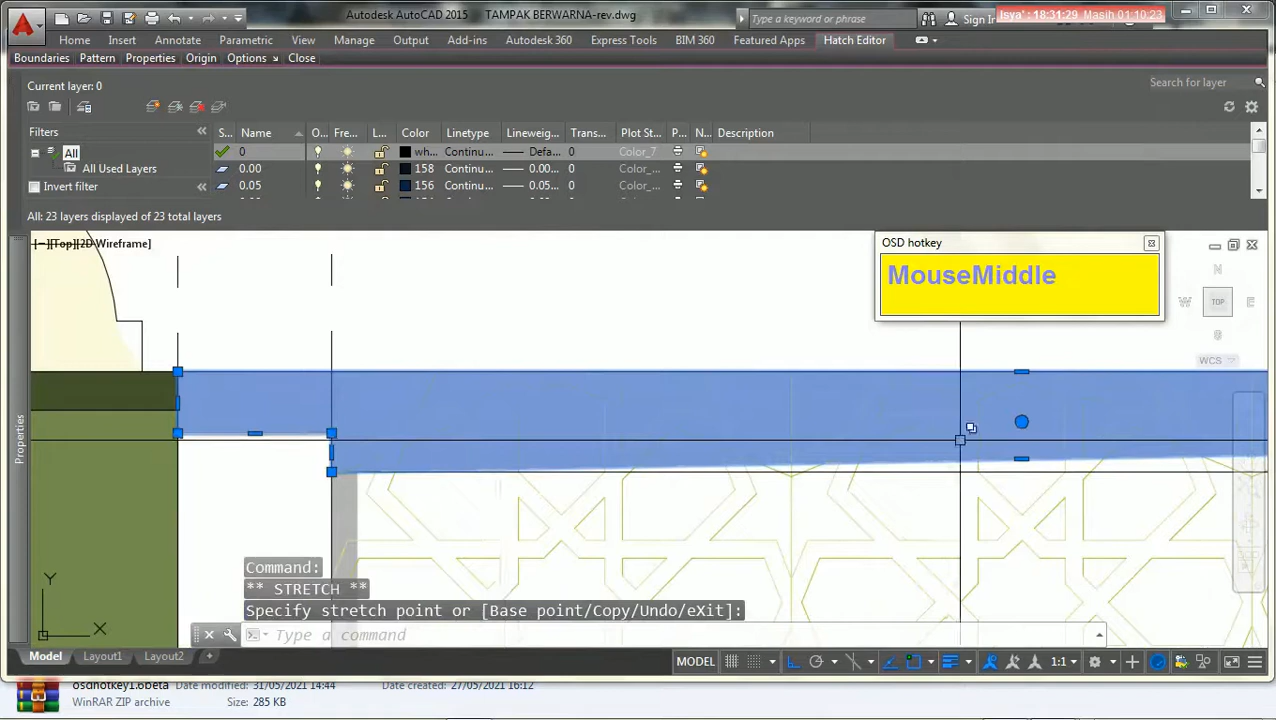 Autodesk AutoCAD 2015 TAMPAK BERWARNA-rev.dwg
Type a keyword or phrase
Sign In
Isya': 18:31:29 Masih 01:10:23
Home Insert Annotate Parametric View Manage Output Add-ins Autodesk 360 Express Tools BIM 360 Featured Apps Hatch Editor
Boundaries Pattern Properties Origin Options Close
Current layer: 0
Search for layer
Filters
All
All Used Layers
Invert filter
S... Name O... Fre... L... Color Linetype Lineweig... Trans... Plot St... P... N... Description
0 wh... Continu... Defa... 0 Color_7
0.00 158 Continu... 0.00... 0 Color_...
0.05 156 Continu... 0.05... 0 Color_...
All: 23 layers displayed of 23 total layers
[−][Top][2D Wireframe]
OSD hotkey
MouseMiddle
N
W TOP E
S
WCS
Properties
Y
X
Command:
** STRETCH **
Specify stretch point or [Base point/Copy/Undo/eXit]:
Type a command
Model Layout1 Layout2 +
MODEL 1:1
osdhotkey1.6beta Date modified: 31/05/2021 14:44 Date created: 27/05/2021 16:12
WinRAR ZIP archive Size: 285 KB